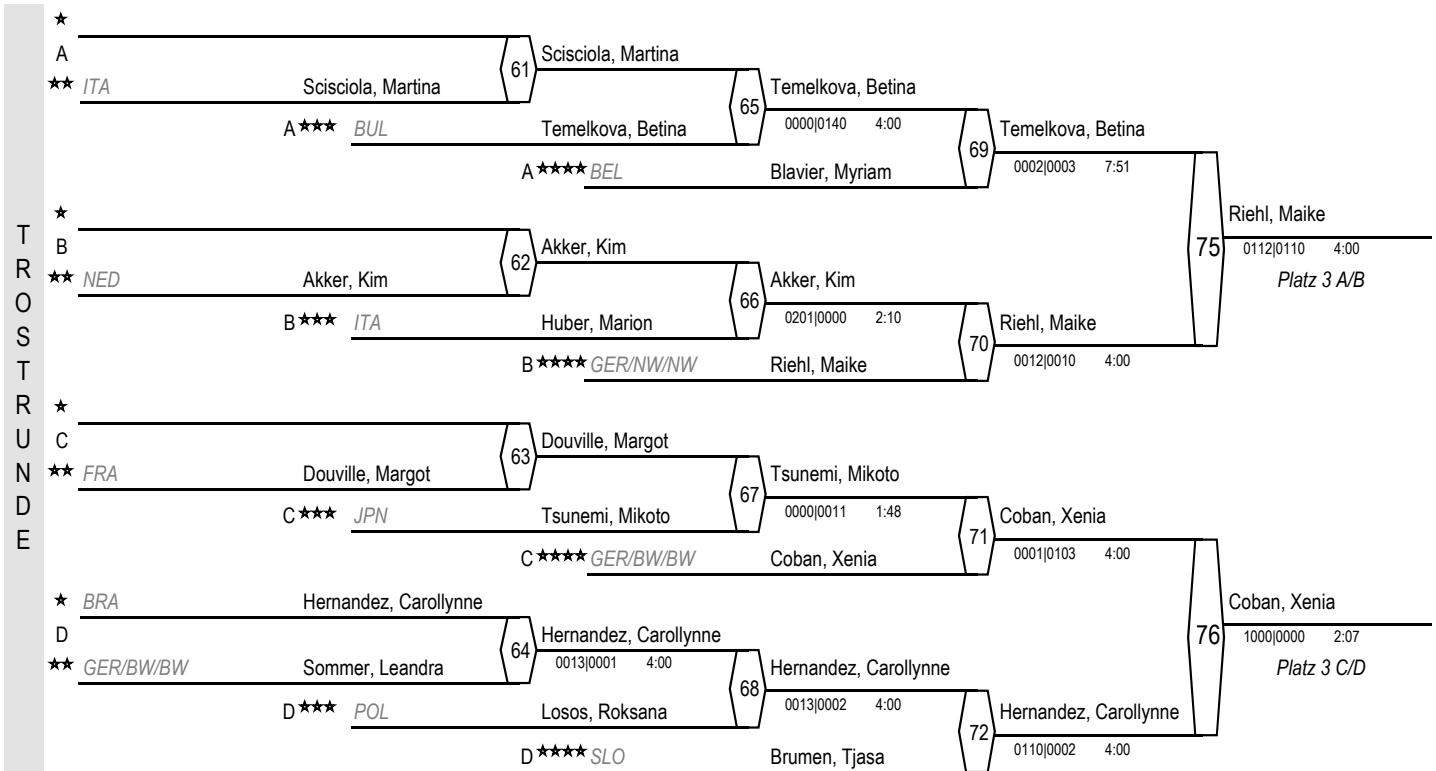 TROSTRUNDE
★
A
61 Scisciola, Martina
★★ ITA Scisciola, Martina
65 Temelkova, Betina
0000|0140 4:00
A★★★ BUL Temelkova, Betina
69 Temelkova, Betina
0002|0003 7:51
A★★★★ BEL Blavier, Myriam
★
B
62 Akker, Kim
★★ NED Akker, Kim
66 Akker, Kim
0201|0000 2:10
B★★★ ITA Huber, Marion
70 Riehl, Maike
0012|0010 4:00
B★★★★ GER/NW/NW Riehl, Maike
75 Riehl, Maike
0112|0110 4:00
Platz 3 A/B
★
C
63 Douville, Margot
★★ FRA Douville, Margot
67 Tsunemi, Mikoto
0000|0011 1:48
C★★★ JPN Tsunemi, Mikoto
71 Coban, Xenia
0001|0103 4:00
C★★★★ GER/BW/BW Coban, Xenia
★ BRA Hernandez, Carollynne
D
64 Hernandez, Carollynne
0013|0001 4:00
★★ GER/BW/BW Sommer, Leandra
68 Hernandez, Carollynne
0013|0002 4:00
D★★★ POL Losos, Roksana
72 Hernandez, Carollynne
0110|0002 4:00
D★★★★ SLO Brumen, Tjasa
76 Coban, Xenia
1000|0000 2:07
Platz 3 C/D